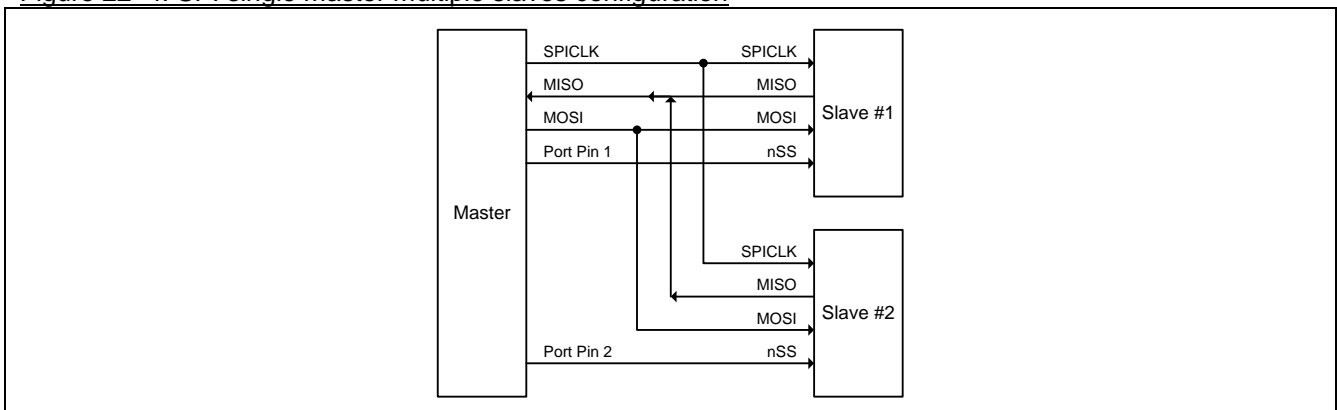 SPICLK SPICLK
MISO MISO
MOSI MOSI
Slave #1
Port Pin 1 nSS
Master
SPICLK
MISO
MOSI
Slave #2
Port Pin 2 nSS